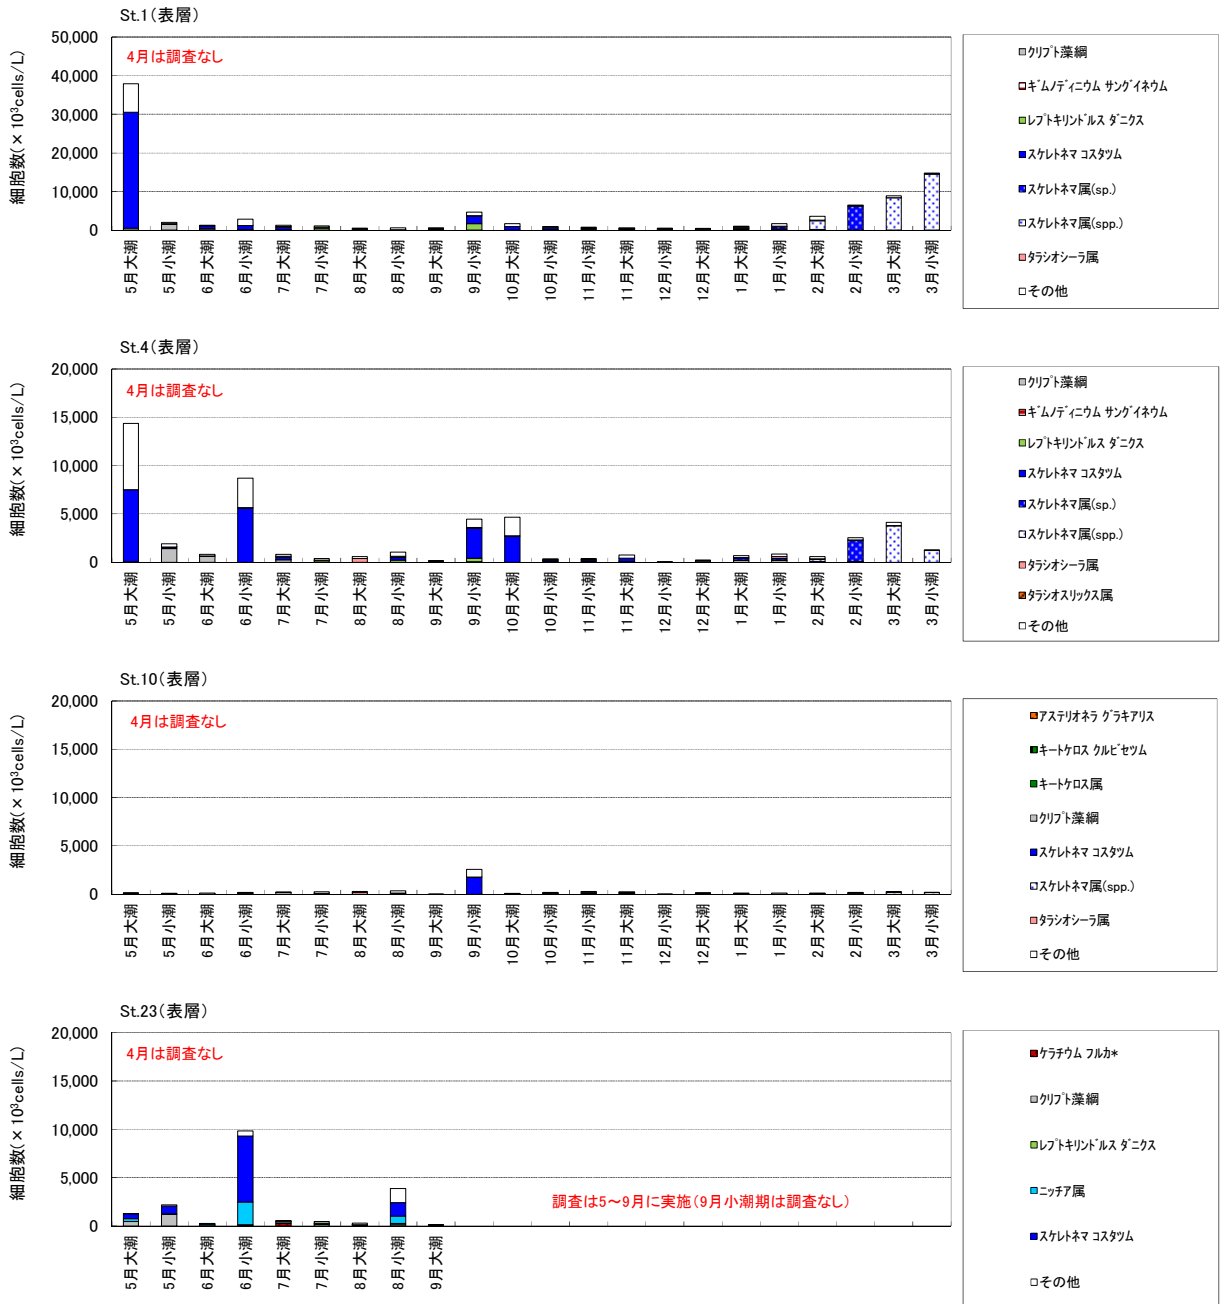 St.1(表層)
細胞数(×10³cells/L)
50,000
40,000
30,000
20,000
10,000
0
4月は調査なし
5月大潮
5月小潮
6月大潮
6月小潮
7月大潮
7月小潮
8月大潮
8月小潮
9月大潮
9月小潮
10月大潮
10月小潮
11月小潮
11月大潮
12月小潮
12月大潮
1月大潮
1月小潮
2月大潮
2月小潮
3月大潮
3月小潮
クリプト藻綱
ギムノディニウム サングイネウム
レプトキリンドルス ダニクス
スケレトネマ コスタツム
スケレトネマ属(sp.)
スケレトネマ属(spp.)
タラシオシーラ属
その他
St.4(表層)
細胞数(×10³cells/L)
20,000
15,000
10,000
5,000
0
4月は調査なし
5月大潮
5月小潮
6月大潮
6月小潮
7月大潮
7月小潮
8月大潮
8月小潮
9月大潮
9月小潮
10月大潮
10月小潮
11月小潮
11月大潮
12月小潮
12月大潮
1月大潮
1月小潮
2月大潮
2月小潮
3月大潮
3月小潮
クリプト藻綱
ギムノディニウム サングイネウム
レプトキリンドルス ダニクス
スケレトネマ コスタツム
スケレトネマ属(sp.)
スケレトネマ属(spp.)
タラシオシーラ属
タラシオスリックス属
その他
St.10(表層)
細胞数(×10³cells/L)
20,000
15,000
10,000
5,000
0
4月は調査なし
5月大潮
5月小潮
6月大潮
6月小潮
7月大潮
7月小潮
8月大潮
8月小潮
9月大潮
9月小潮
10月大潮
10月小潮
11月小潮
11月大潮
12月小潮
12月大潮
1月大潮
1月小潮
2月大潮
2月小潮
3月大潮
3月小潮
アステリオネラ グラキアリス
キートケロス クルビセツム
キートケロス属
クリプト藻綱
スケレトネマ コスタツム
スケレトネマ属(spp.)
タラシオシーラ属
その他
St.23(表層)
細胞数(×10³cells/L)
20,000
15,000
10,000
5,000
0
4月は調査なし
調査は5～9月に実施(9月小潮期は調査なし)
5月大潮
5月小潮
6月大潮
6月小潮
7月大潮
7月小潮
8月大潮
8月小潮
9月大潮
ケラチウム フルカ*
クリプト藻綱
レプトキリンドルス ダニクス
ニッチア属
スケレトネマ コスタツム
その他